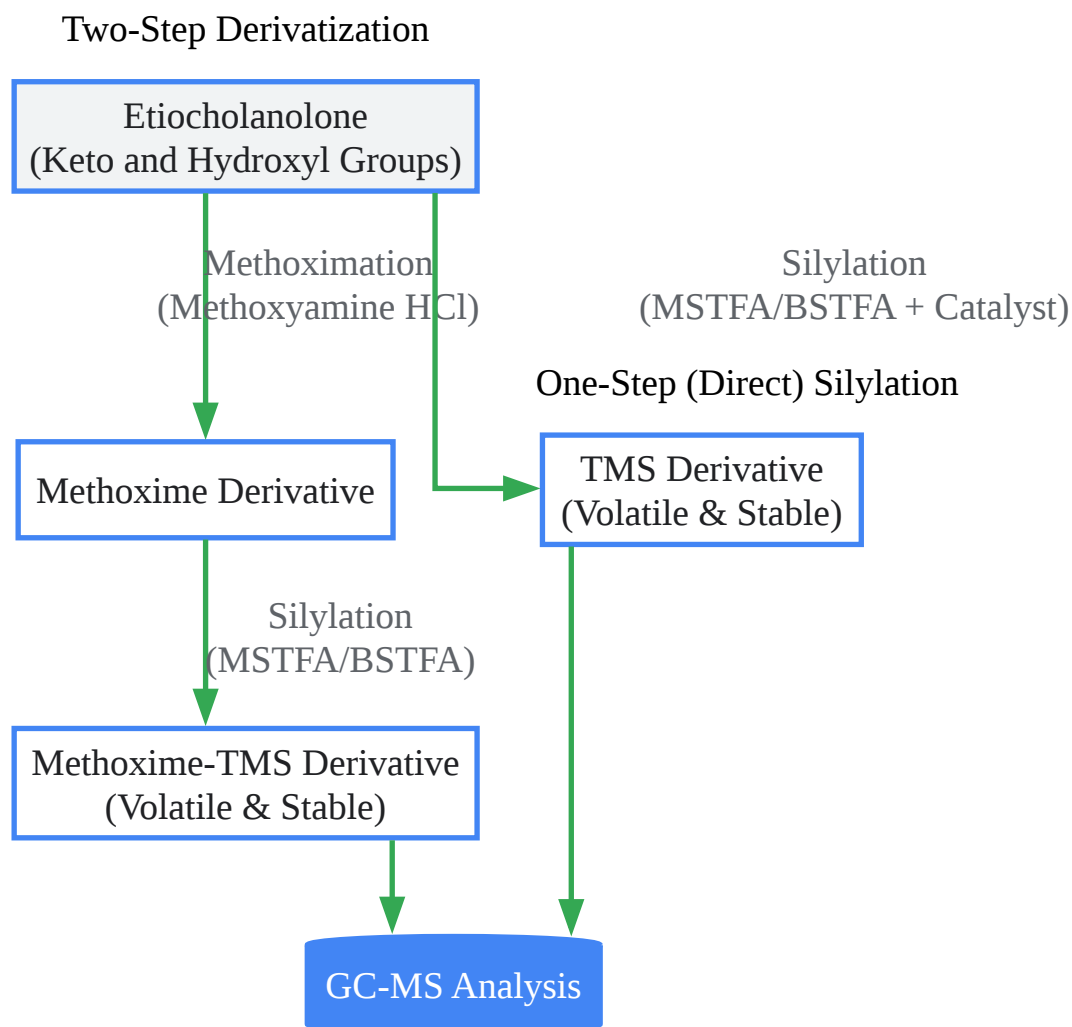 Two-Step Derivatization
Etiocholanolone
(Keto and Hydroxyl Groups)
Methoximation
(Methoxyamine HCl)
Silylation
(MSTFA/BSTFA + Catalyst)
One-Step (Direct) Silylation
Methoxime Derivative
TMS Derivative
(Volatile & Stable)
Silylation
(MSTFA/BSTFA)
Methoxime-TMS Derivative
(Volatile & Stable)
GC-MS Analysis